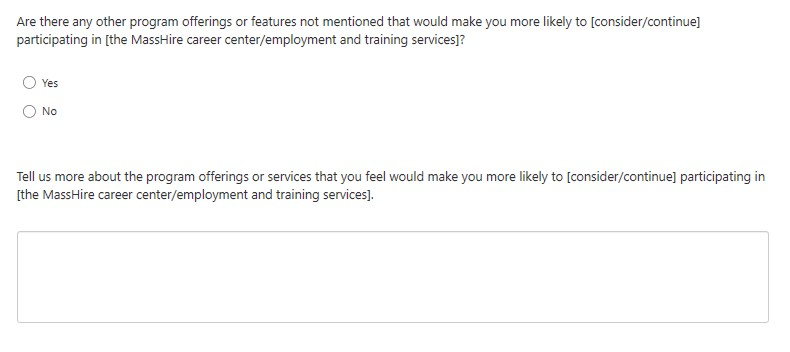 Are there any other program offerings or features not mentioned that would make you more likely to [consider/continue]
participating in [the MassHire career center/employment and training services]?
Yes
No
Tell us more about the program offerings or services that you feel would make you more likely to [consider/continue] participating in
[the MassHire career center/employment and training services].